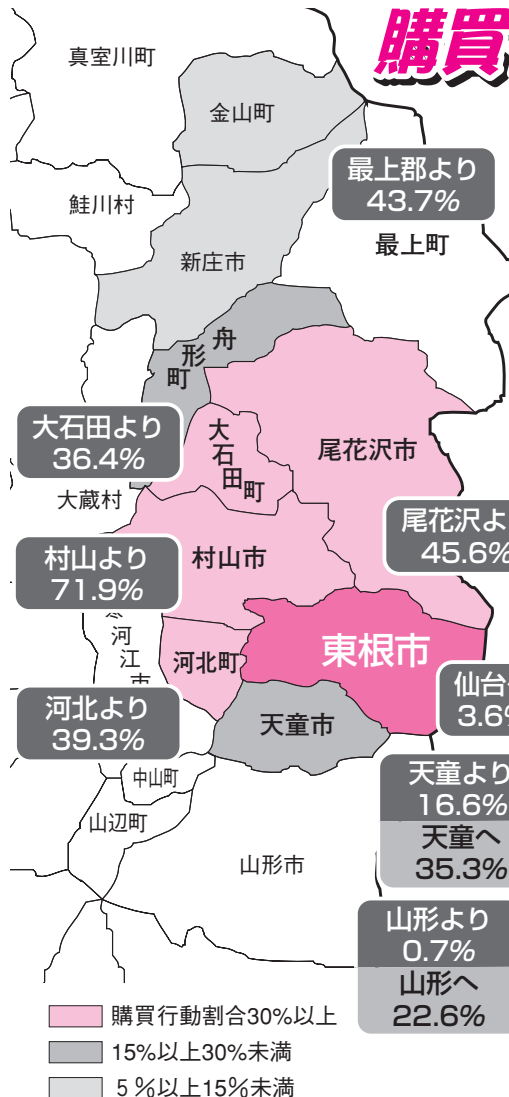 購買
真室川町
金山町
最上郡より
43.7%
鮭川村
最上町
新庄市
舟形町
大石田より
36.4%
大石田町
尾花沢市
大蔵村
尾花沢よ
45.6%
村山より
71.9%
村山市
寒河江市
河北町
東根市
仙台
3.6%
河北より
39.3%
天童市
中山町
天童より
16.6%
天童へ
35.3%
山辺町
山形市
山形より
0.7%
山形へ
22.6%
購買行動割合30%以上
15%以上30%未満
5%以上15%未満